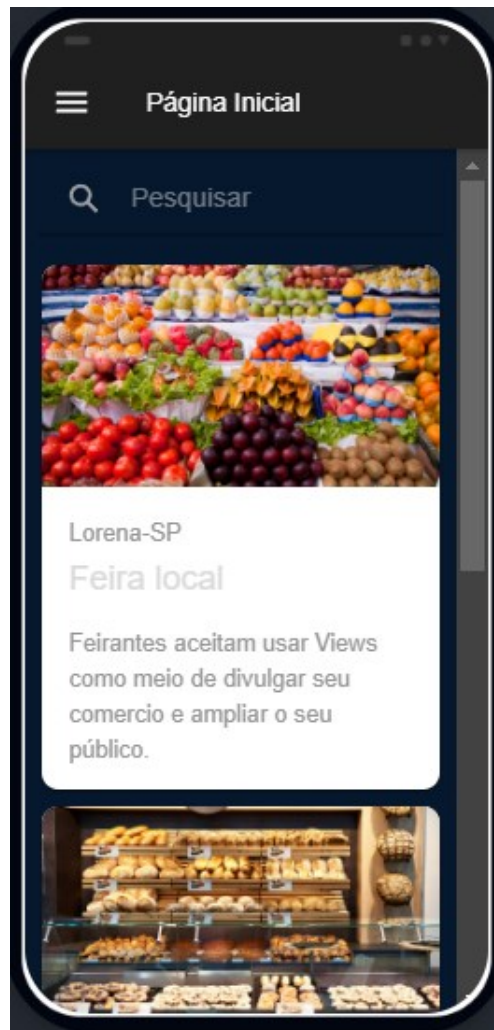 Página Inicial
Pesquisar
Lorena-SP
Feira local
Feirantes aceitam usar Views
como meio de divulgar seu
comercio e ampliar o seu
público.